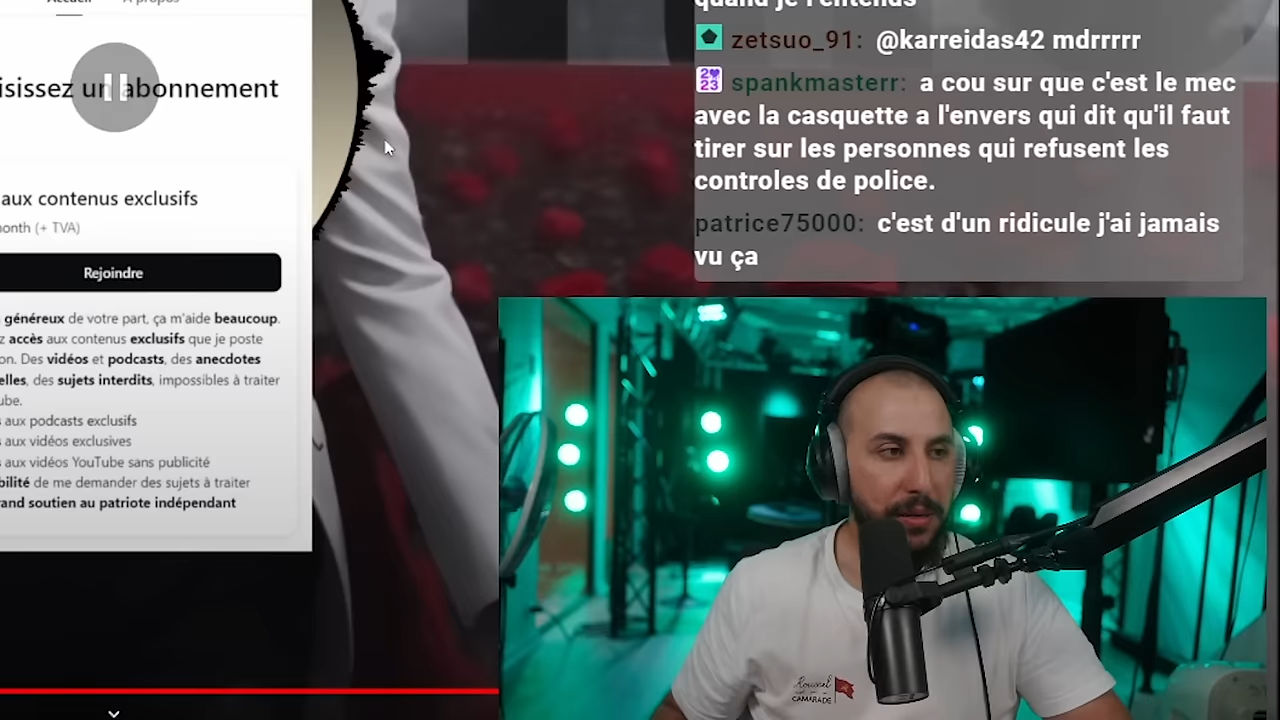 Accueil
À propos
isissez un abonnement
aux contenus exclusifs
onth (+ TVA)
Rejoindre
généreux de votre part, ça m'aide beaucoup.
z accès aux contenus exclusifs que je poste
on. Des vidéos et podcasts, des anecdotes
elles, des sujets interdits, impossibles à traiter
ube.
s aux podcasts exclusifs
s aux vidéos exclusives
s aux vidéos YouTube sans publicité
bilité de me demander des sujets à traiter
rand soutien au patriote indépendant
quand je l'entends
zetsuo_91: @karreidas42 mdrrrrr
spankmasterr: a cou sur que c'est le mec
avec la casquette a l'envers qui dit qu'il faut
tirer sur les personnes qui refusent les
controles de police.
patrice75000: c'est d'un ridicule j'ai jamais
vu ça
CAMARADE